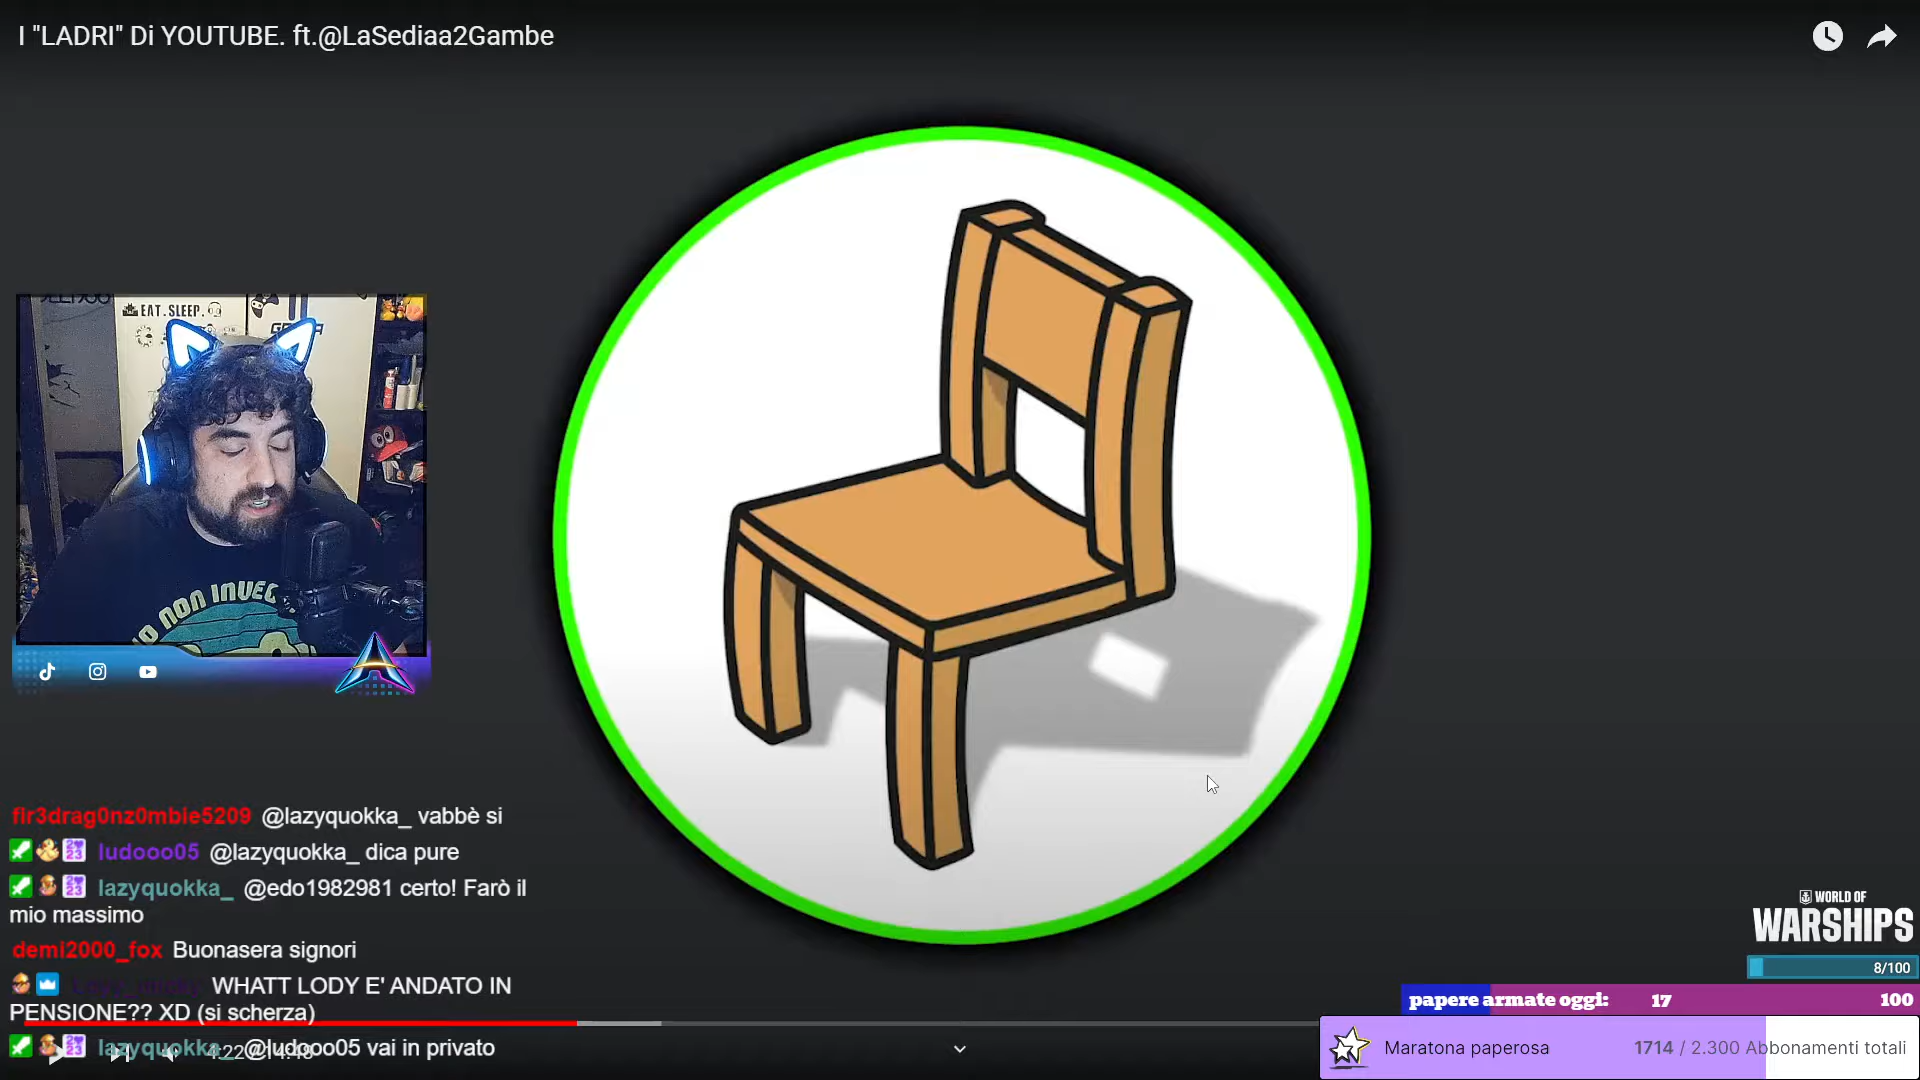 I "LADRI" Di YOUTUBE. ft.@LaSediaa2Gambe
EAT.SLEEP.
NON INVEC
fir3drag0nz0mbie5209 @lazyquokka_ vabbè si
ludooo05 @lazyquokka_ dica pure
lazyquokka_ @edo1982981 certo! Farò il
mio massimo
demi2000_fox Buonasera signori
WHATT LODY E' ANDATO IN
PENSIONE?? XD (si scherza)
lazyquokka_ @ludooo05 vai in privato
WORLD OF
WARSHIPS
8/100
papere armate oggi: 17 100
Maratona paperosa 1714 / 2.300 Abbonamenti totali